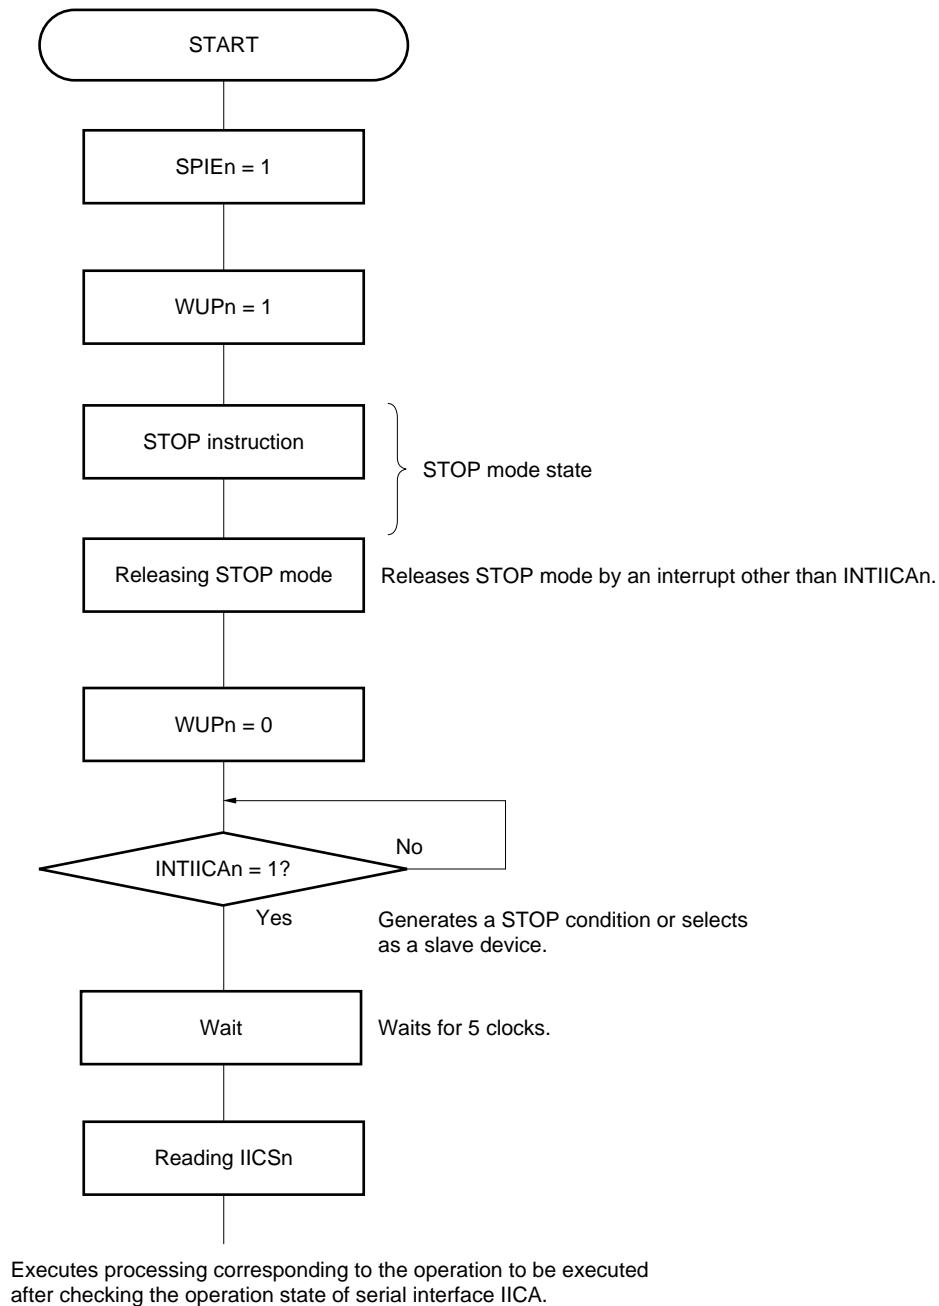 START
SPIEn = 1
WUPn = 1
STOP instruction
STOP mode state
Releasing STOP mode
Releases STOP mode by an interrupt other than INTIICAn.
WUPn = 0
No
INTIICAn = 1?
Yes
Generates a STOP condition or selects
as a slave device.
Wait
Waits for 5 clocks.
Reading IICSn
Executes processing corresponding to the operation to be executed
after checking the operation state of serial interface IICA.